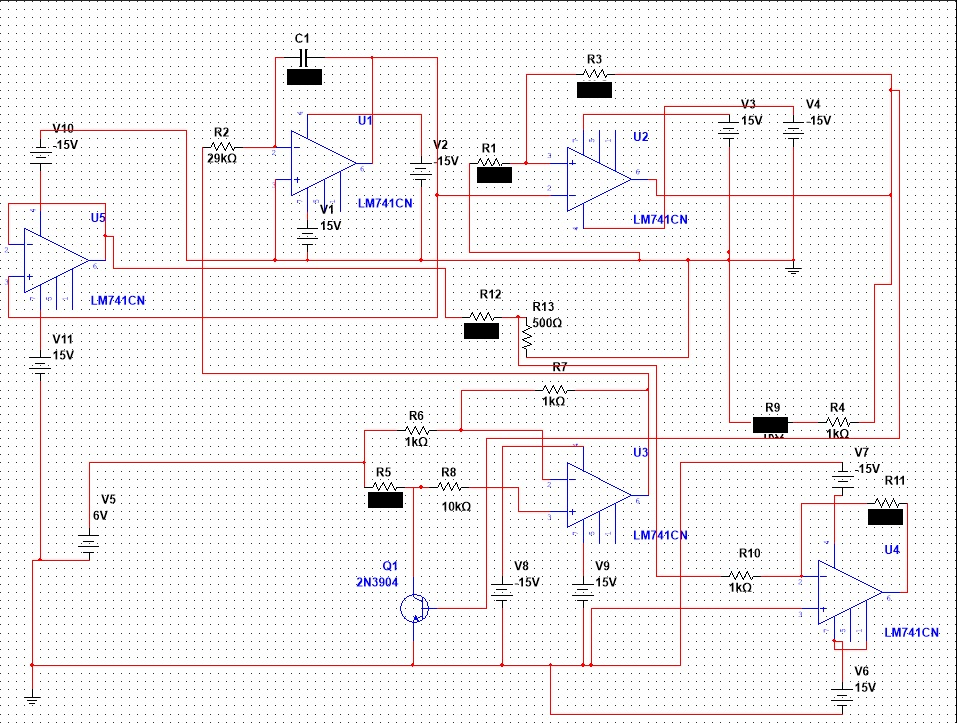 C1
R3
V10
-15V
V3
15V
V4
-15V
U1
R2
29kΩ
U2
V2
-15V
R1
LM741CN
V1
15V
LM741CN
U5
LM741CN
R12
R13
500Ω
V11
15V
R7
1kΩ
R6
1kΩ
R9
R4
1kΩ
U3
V7
-15V
R5
R8
10kΩ
R11
V5
6V
LM741CN
U4
R10
1kΩ
Q1
2N3904
V8
-15V
V9
15V
LM741CN
V6
15V